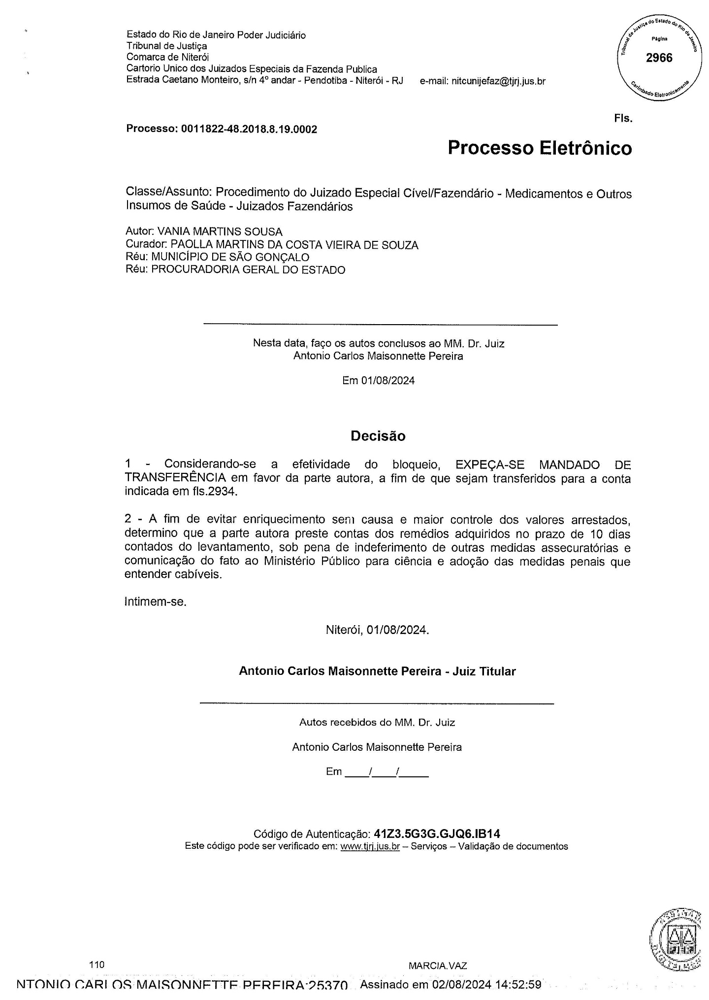 Estado do Rio de Janeiro Poder Judiciário
Tribunal de Justiça
Comarca de Niterói
Cartorio Unico dos Juizados Especiais da Fazenda Publica
Estrada Caetano Monteiro, s/n 4º andar - Pendotiba - Niterói - RJ e-mail: nitcunijefaz@tjrj.jus.br
Tribunal de Justiça do Estado do Rio de Janeiro
Página
2966
Carimbado Eletronicamente
Fls.
Processo: 0011822-48.2018.8.19.0002
Processo Eletrônico
Classe/Assunto: Procedimento do Juizado Especial Cível/Fazendário - Medicamentos e Outros
Insumos de Saúde - Juizados Fazendários
Autor: VANIA MARTINS SOUSA
Curador: PAOLLA MARTINS DA COSTA VIEIRA DE SOUZA
Réu: MUNICÍPIO DE SÃO GONÇALO
Réu: PROCURADORIA GERAL DO ESTADO
Nesta data, faço os autos conclusos ao MM. Dr. Juiz
Antonio Carlos Maisonnette Pereira
Em 01/08/2024
Decisão
1 - Considerando-se a efetividade do bloqueio, EXPEÇA-SE MANDADO DE
TRANSFERÊNCIA em favor da parte autora, a fim de que sejam transferidos para a conta
indicada em fls.2934.
2 - A fim de evitar enriquecimento sem causa e maior controle dos valores arrestados,
determino que a parte autora preste contas dos remédios adquiridos no prazo de 10 dias
contados do levantamento, sob pena de indeferimento de outras medidas assecuratórias e
comunicação do fato ao Ministério Público para ciência e adoção das medidas penais que
entender cabíveis.
Intimem-se.
Niterói, 01/08/2024.
Antonio Carlos Maisonnette Pereira - Juiz Titular
Autos recebidos do MM. Dr. Juiz
Antonio Carlos Maisonnette Pereira
Em ____/____/_____
Código de Autenticação: 41Z3.5G3G.GJQ6.IB14
Este código pode ser verificado em: www.tjrj.jus.br – Serviços – Validação de documentos
110 MARCIA.VAZ
NTONIO CARLOS MAISONNETTE PEREIRA:25370 Assinado em 02/08/2024 14:52:59